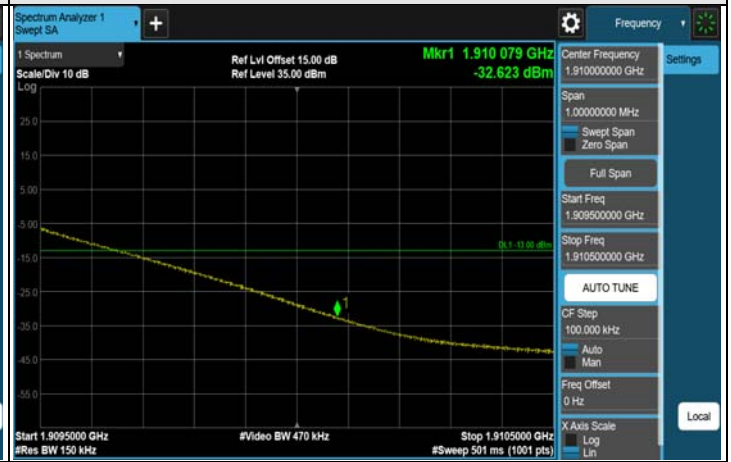 Spectrum Analyzer 1
Swept SA
+
Frequency
1 Spectrum
Scale/Div 10 dB
Log
Ref Lvl Offset 15.00 dB
Ref Level 35.00 dBm
Mkr1 1.910 079 GHz
-32.623 dBm
25.0
15.0
5.00
-5.00
-15.0
-25.0
-35.0
-45.0
-55.0
DL1 -13.00 dBm
1
Start 1.9095000 GHz
#Res BW 150 kHz
#Video BW 470 kHz
Stop 1.9105000 GHz
#Sweep 501 ms (1001 pts)
Center Frequency
1.910000000 GHz
Span
1.00000000 MHz
Swept Span
Zero Span
Full Span
Start Freq
1.909500000 GHz
Stop Freq
1.910500000 GHz
AUTO TUNE
CF Step
100.000 kHz
Auto
Man
Freq Offset
0 Hz
X Axis Scale
Log
Lin
Settings
Local